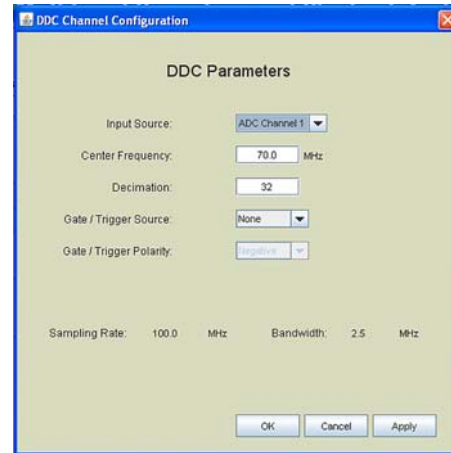 DDC Channel Configuration
DDC Parameters
Input Source: ADC Channel 1
Center Frequency: 70.0 MHz
Decimation: 32
Gate / Trigger Source: None
Gate / Trigger Polarity: Negative
Sampling Rate: 100.0 MHz Bandwidth: 2.5 MHz
OK Cancel Apply